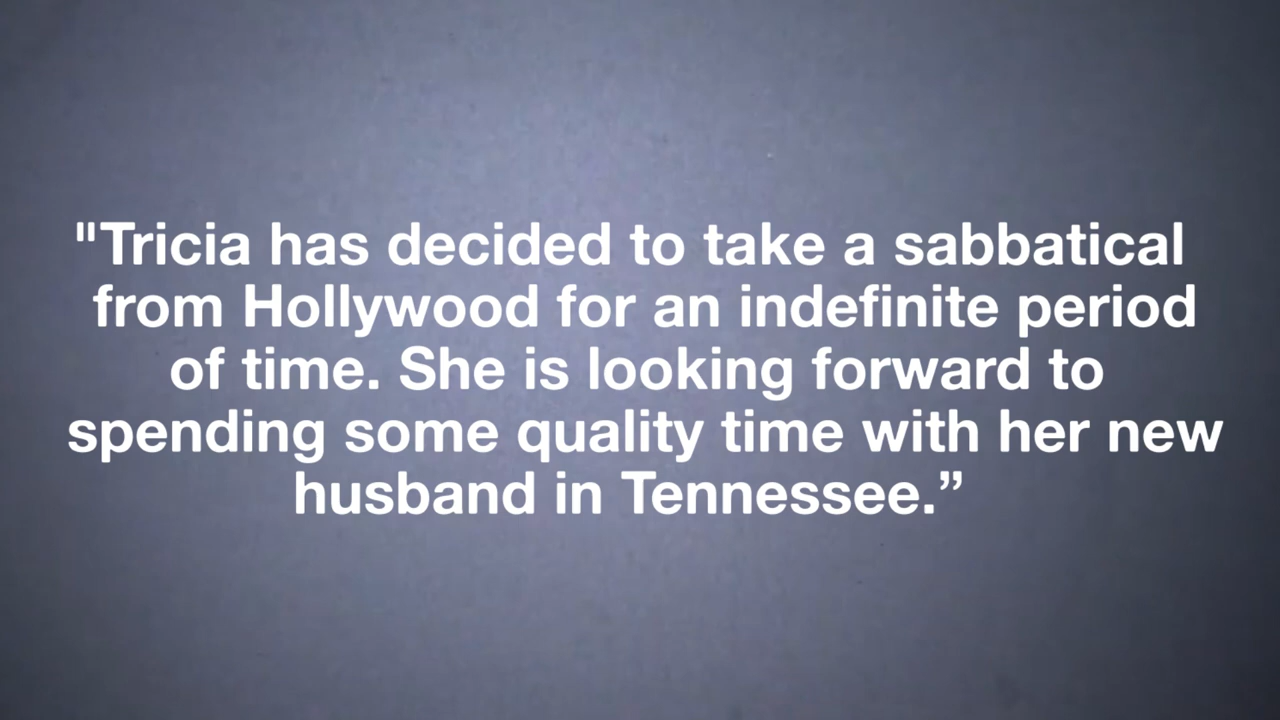 "Tricia has decided to take a sabbatical
from Hollywood for an indefinite period
of time. She is looking forward to
spending some quality time with her new
husband in Tennessee.”